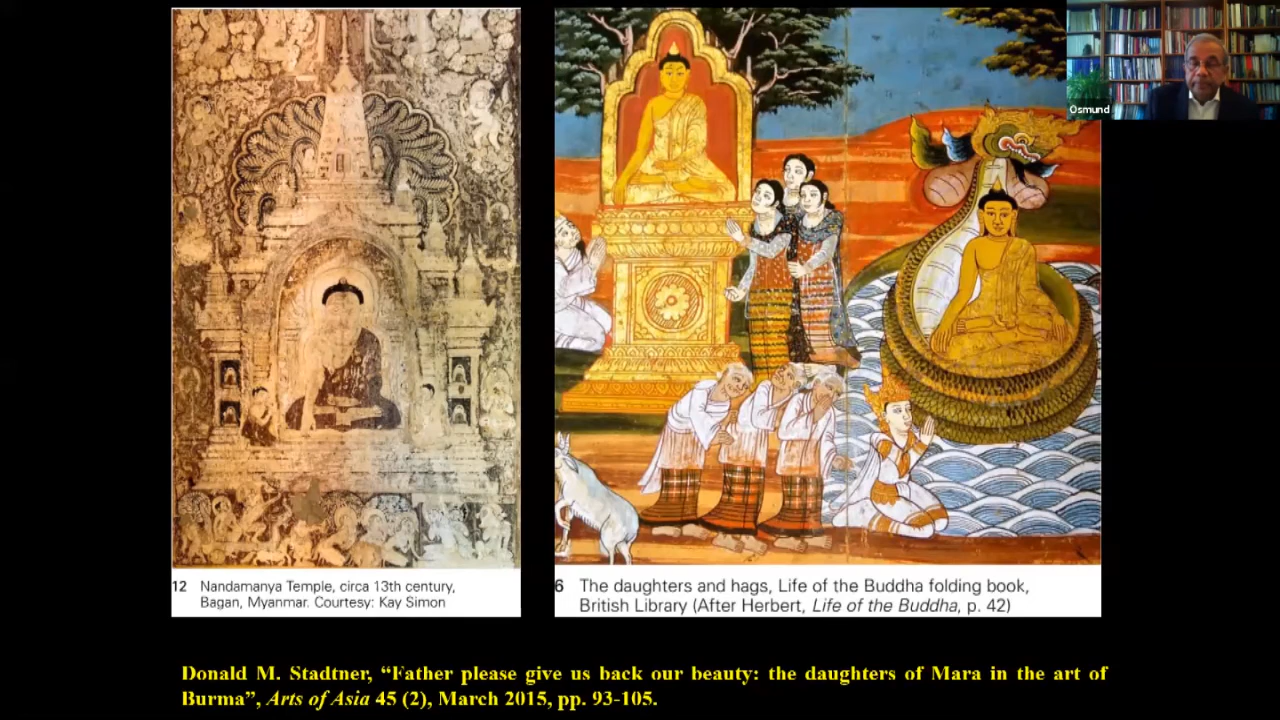 Osmund
12 Nandamanya Temple, circa 13th century,
Bagan, Myanmar. Courtesy: Kay Simon
6 The daughters and hags, Life of the Buddha folding book,
British Library (After Herbert, Life of the Buddha, p. 42)
Donald M. Stadtner, “Father please give us back our beauty: the daughters of Mara in the art of
Burma”, Arts of Asia 45 (2), March 2015, pp. 93-105.